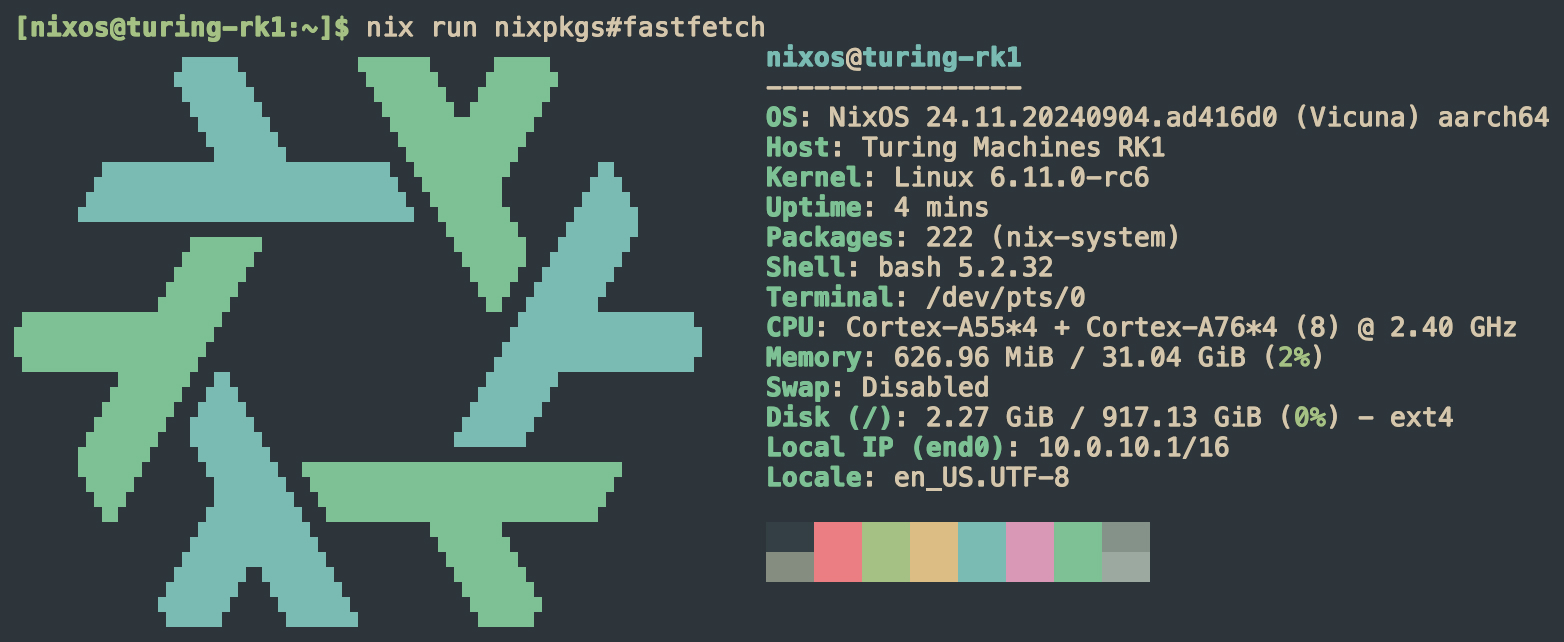 [nixos@turing-rk1:~]$ nix run nixpkgs#fastfetch
nixos@turing-rk1
----------------
OS: NixOS 24.11.20240904.ad416d0 (Vicuna) aarch64
Host: Turing Machines RK1
Kernel: Linux 6.11.0-rc6
Uptime: 4 mins
Packages: 222 (nix-system)
Shell: bash 5.2.32
Terminal: /dev/pts/0
CPU: Cortex-A55*4 + Cortex-A76*4 (8) @ 2.40 GHz
Memory: 626.96 MiB / 31.04 GiB (2%)
Swap: Disabled
Disk (/): 2.27 GiB / 917.13 GiB (0%) - ext4
Local IP (end0): 10.0.10.1/16
Locale: en_US.UTF-8